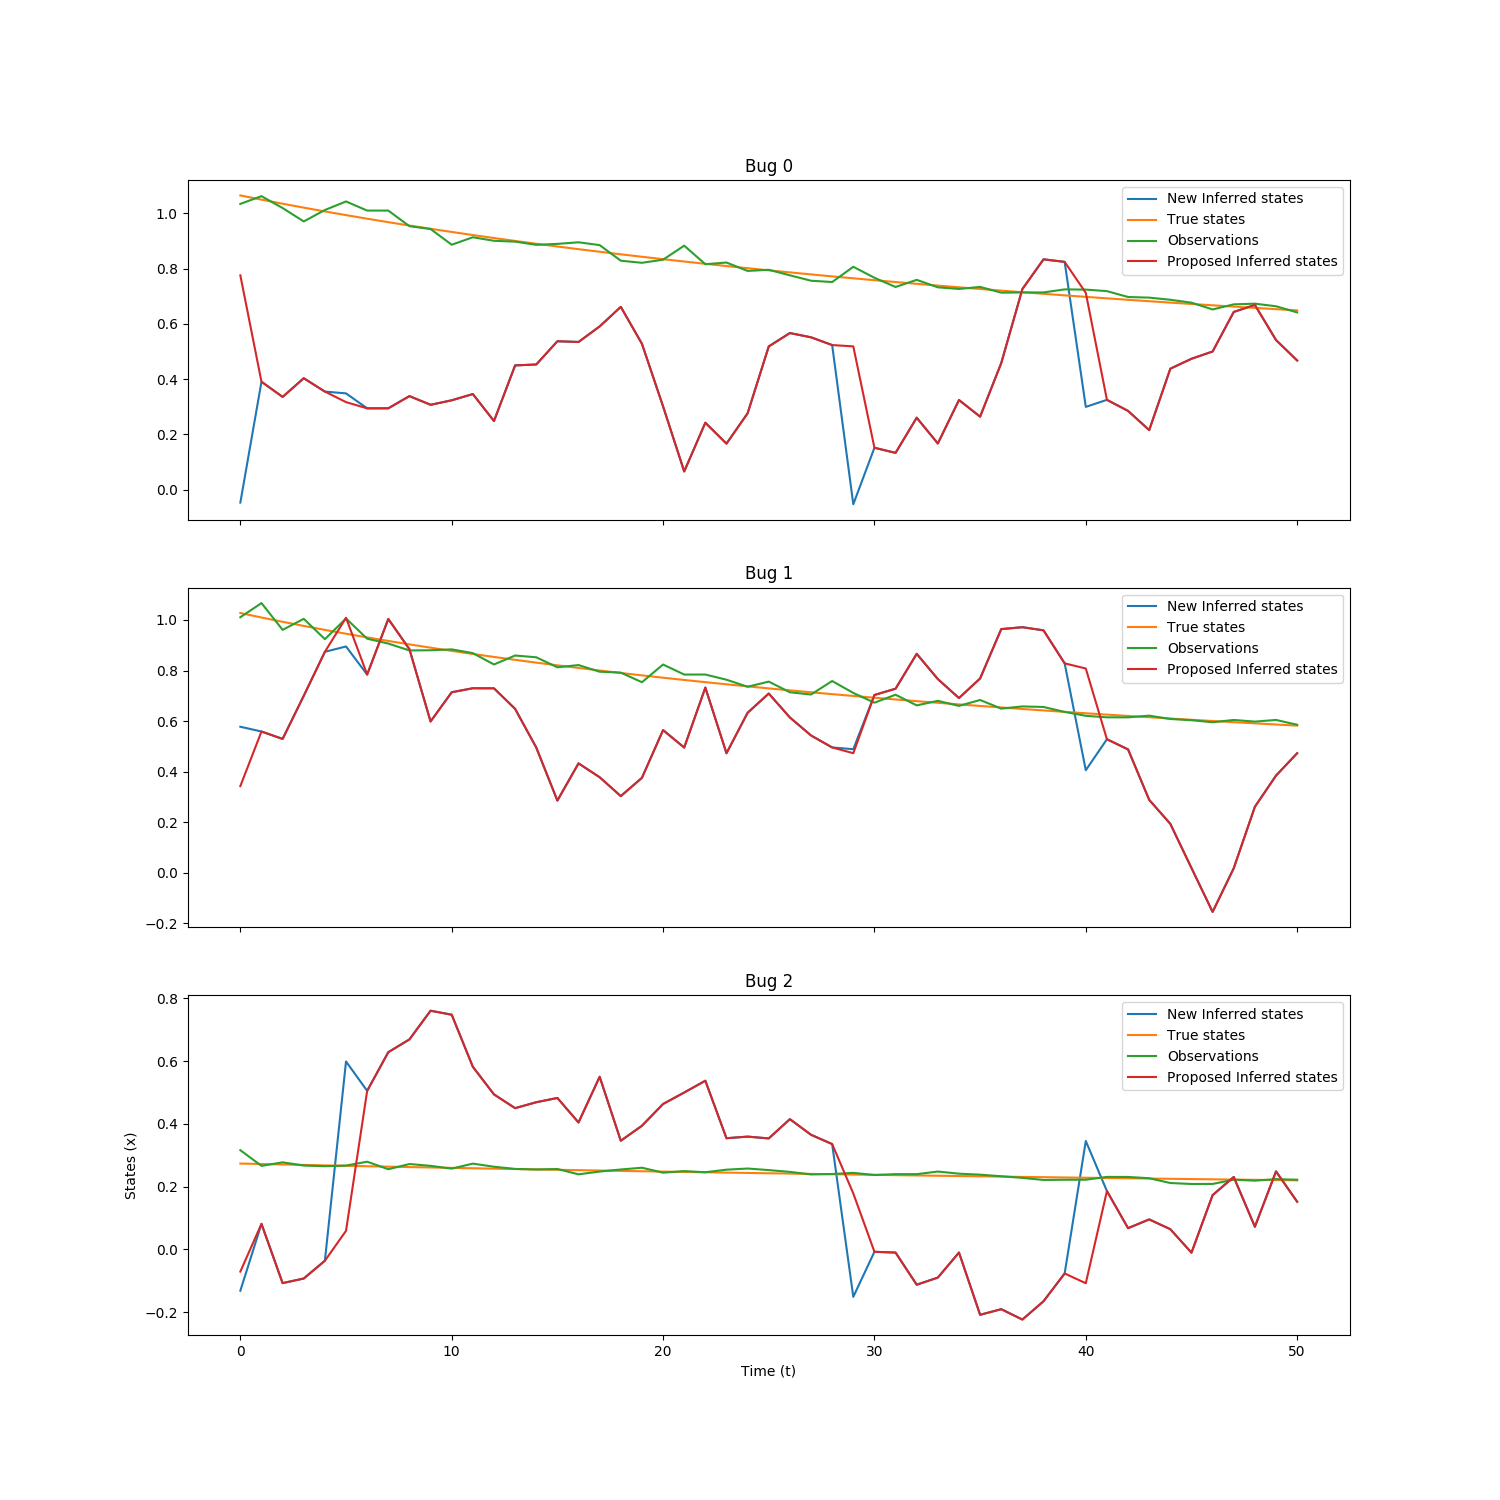 Bug 0
New Inferred states
True states
Observations
Proposed Inferred states
1.0
0.8
0.6
0.4
0.2
0.0
Bug 1
New Inferred states
True states
Observations
Proposed Inferred states
1.0
0.8
0.6
0.4
0.2
0.0
−0.2
Bug 2
New Inferred states
True states
Observations
Proposed Inferred states
0.8
0.6
0.4
0.2
0.0
−0.2
States (x)
0 10 20 30 40 50
Time (t)